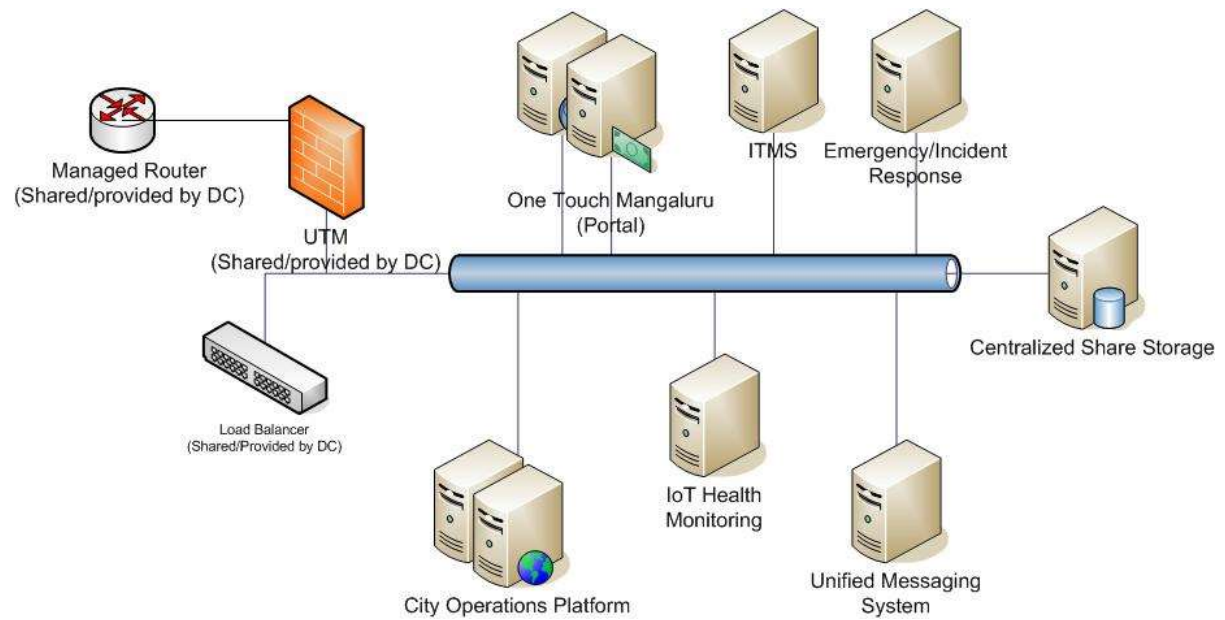 Managed Router
(Shared/provided by DC)
UTM
(Shared/provided by DC)
One Touch Mangaluru
(Portal)
ITMS
Emergency/Incident
Response
Centralized Share Storage
Load Balancer
(Shared/Provided by DC)
City Operations Platform
IoT Health
Monitoring
Unified Messaging
System